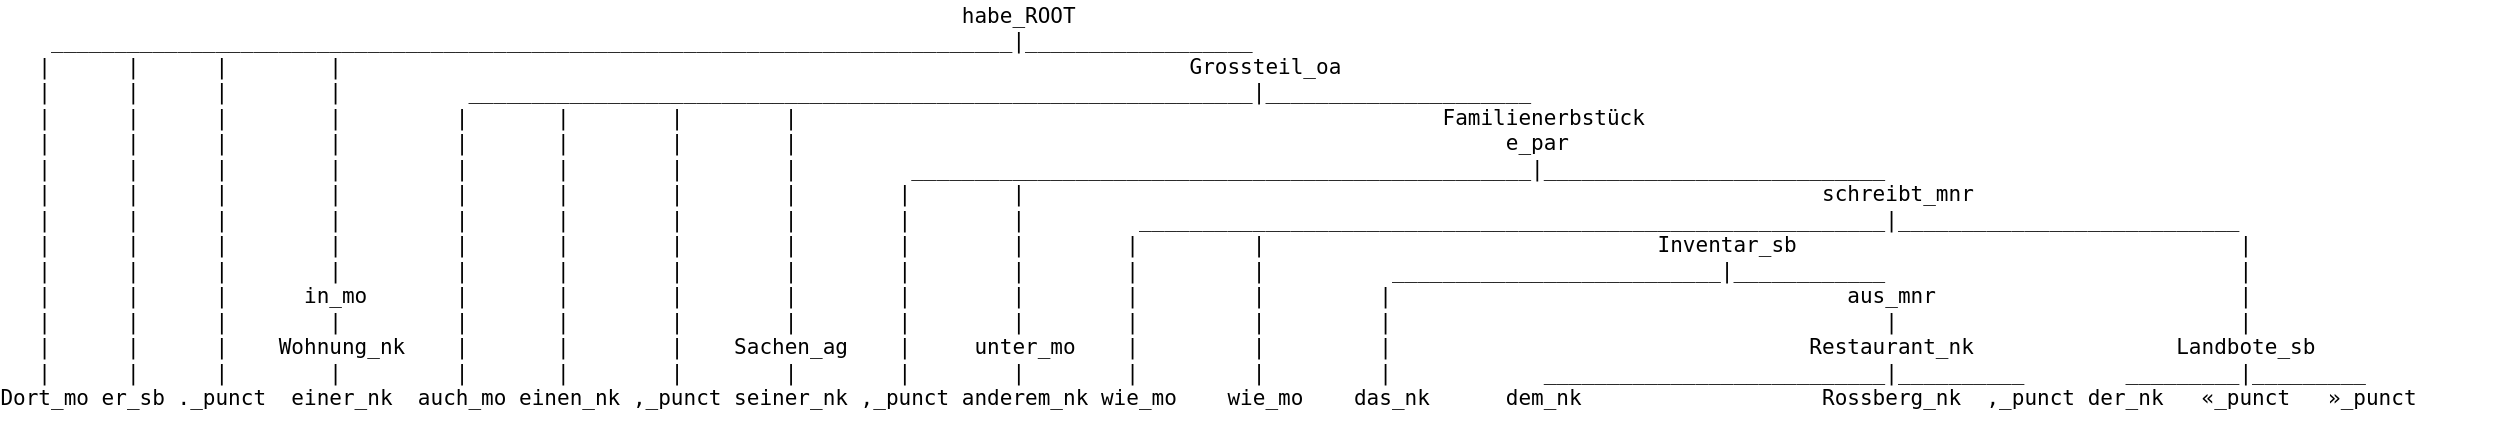 habe_ROOT
Grossteil_oa
Familienerbstück
e_par
schreibt_mnr
Inventar_sb
in_mo aus_mnr
Wohnung_nk Sachen_ag unter_mo Restaurant_nk Landbote_sb
Dort_mo er_sb ._punct einer_nk auch_mo einen_nk ,_punct seiner_nk ,_punct anderem_nk wie_mo wie_mo das_nk dem_nk Rossberg_nk ,_punct der_nk «_punct »_punct